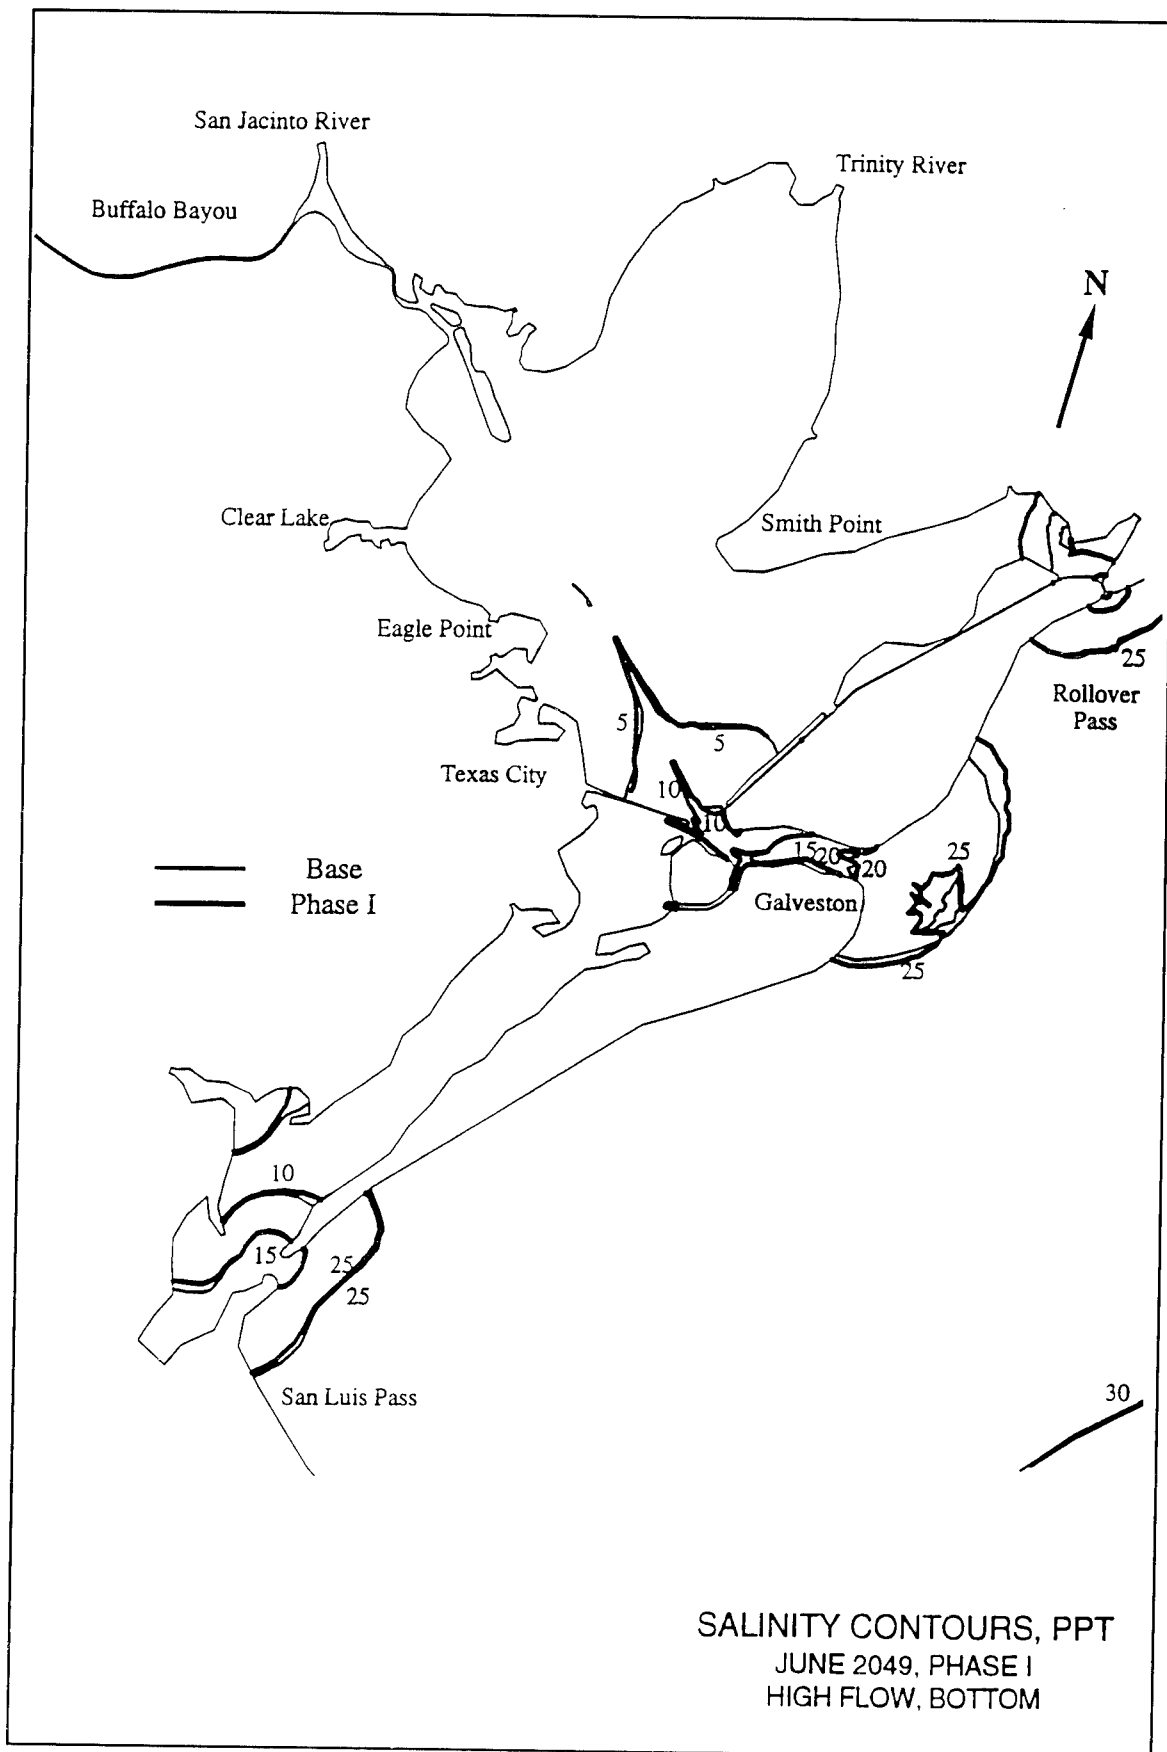 San Jacinto River
Trinity River
Buffalo Bayou
N
Clear Lake
Smith Point
Eagle Point
25
Rollover
Pass
5
5
Texas City
10
10
15
20
20
25
Base
Phase I
Galveston
25
10
15
25
25
San Luis Pass
30
SALINITY CONTOURS, PPT
JUNE 2049, PHASE I
HIGH FLOW, BOTTOM